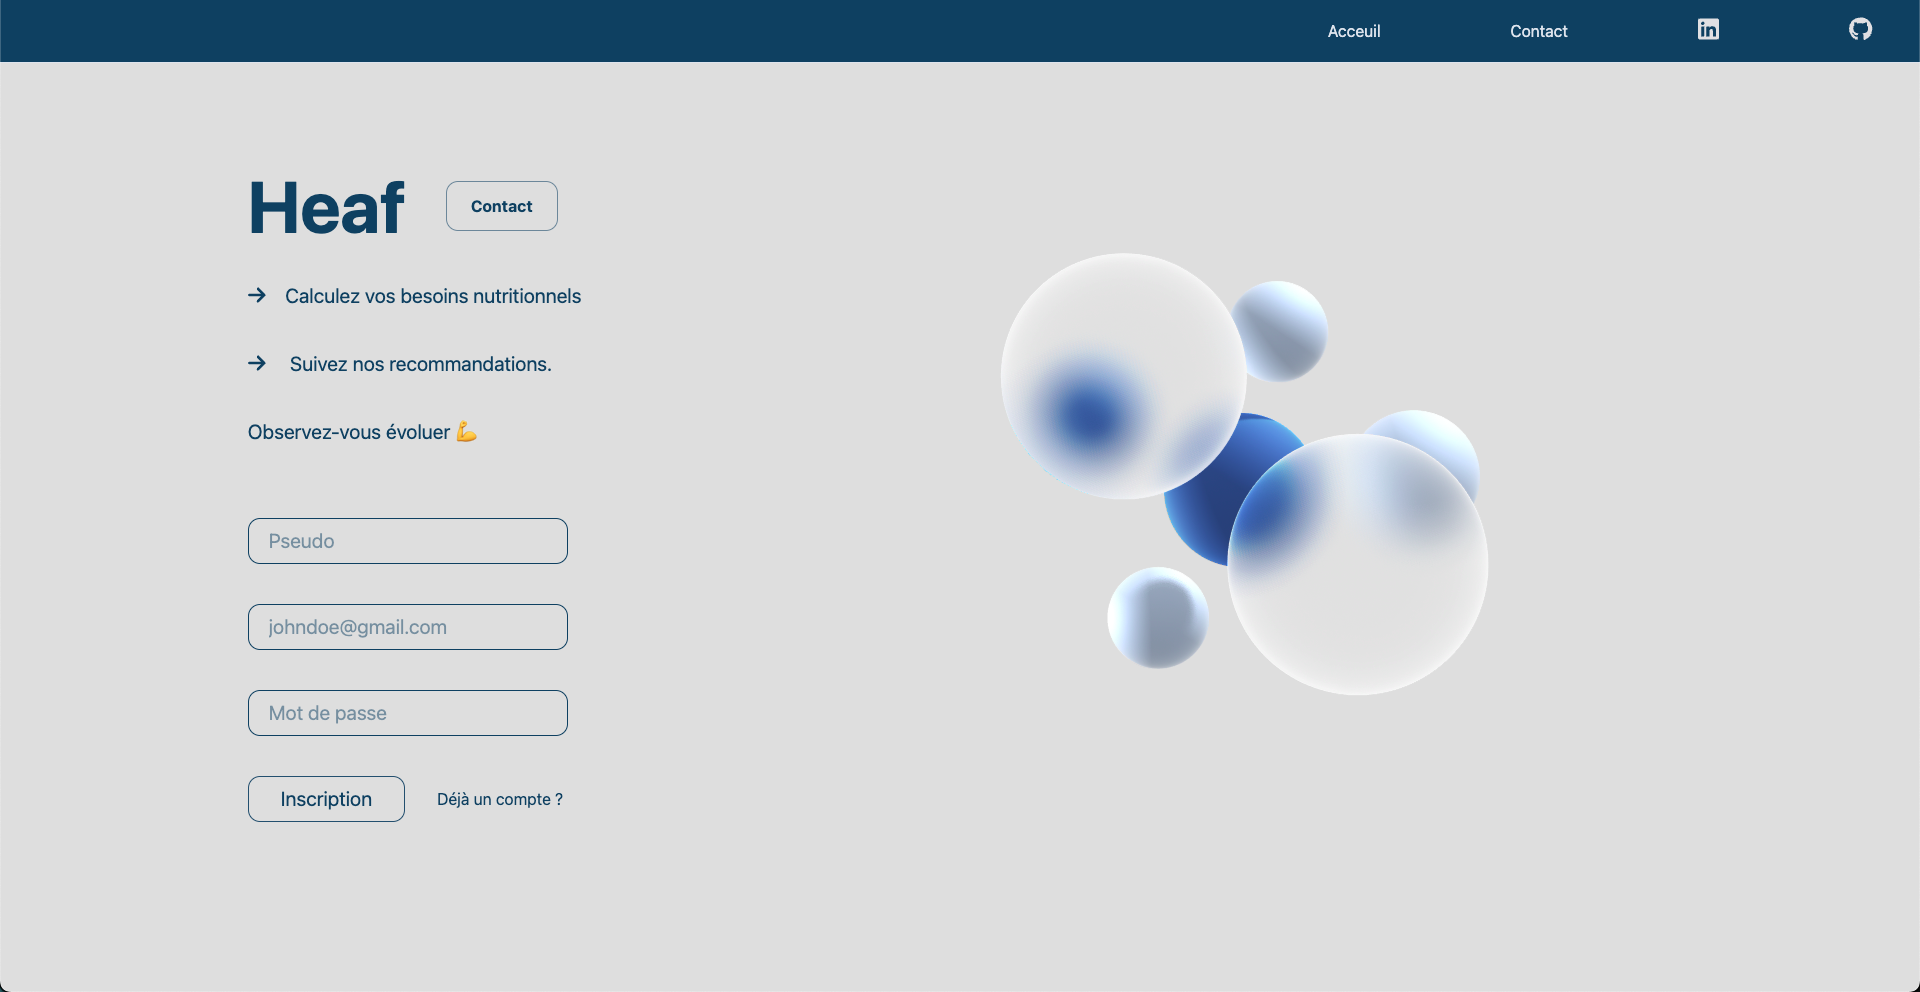 Acceuil Contact
Heaf Contact
→ Calculez vos besoins nutritionnels
→ Suivez nos recommandations.
Observez-vous évoluer 💪
Pseudo
johndoe@gmail.com
Mot de passe
Inscription Déjà un compte ?